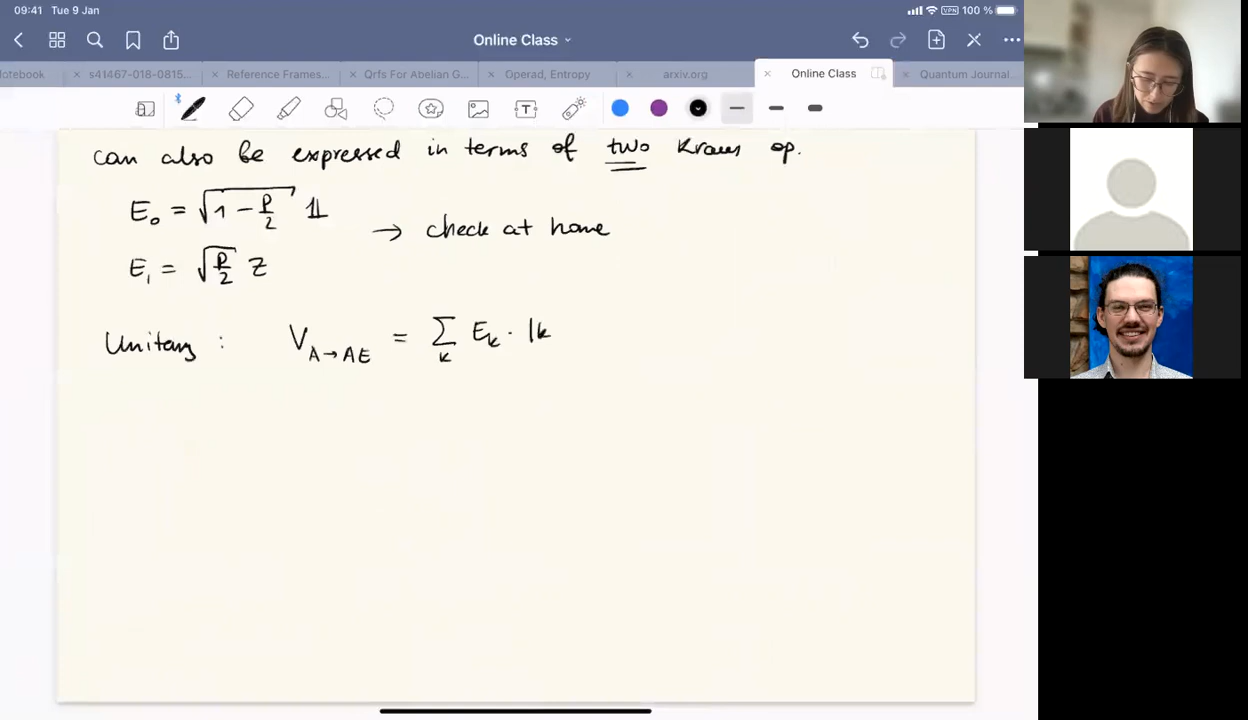 09:41 Tue 9 Jan
VPN 100 %
Online Class
otebook
s41467-018-0815...
Reference Frames...
Qrfs For Abelian G...
Operad, Entropy
arxiv.org
Online Class
Quantum Journal...
can also be expressed in terms of two Kraus op.
E₀ = √(1 - p/2) 𝟙
→ check at home
E₁ = √(p/2) Z
Unitary : V_{A→AE} = ∑_k E_k · |k